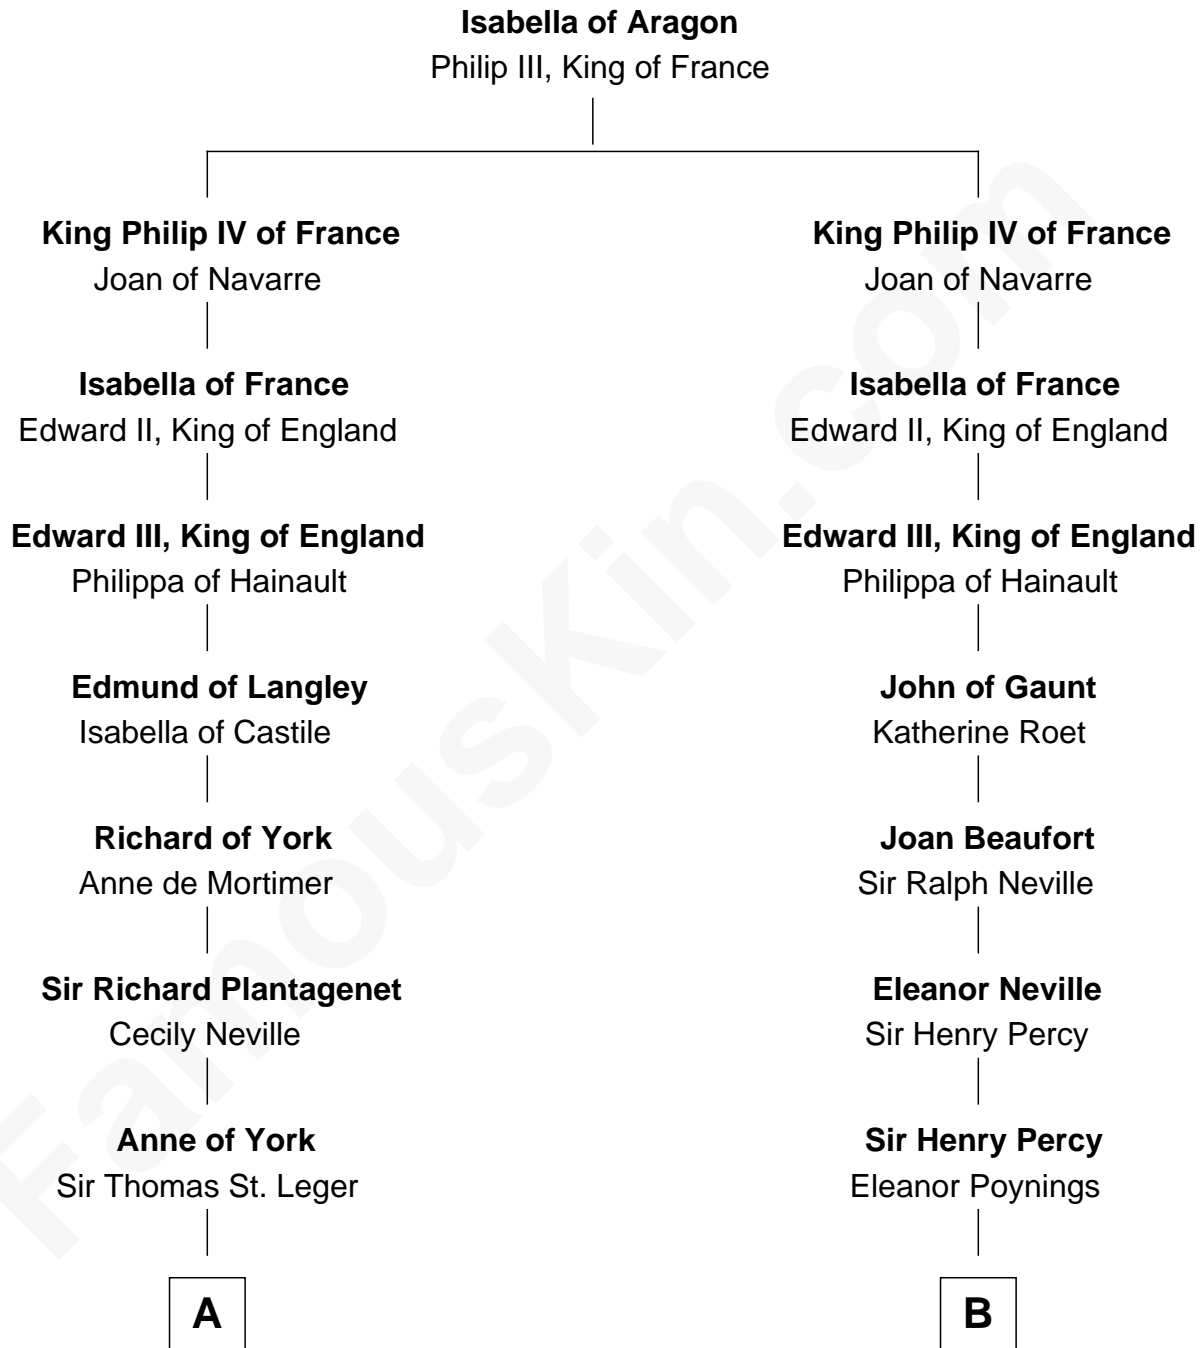 Isabella of Aragon
Philip III, King of France
King Philip IV of France
Joan of Navarre
King Philip IV of France
Joan of Navarre
Isabella of France
Edward II, King of England
Isabella of France
Edward II, King of England
Edward III, King of England
Philippa of Hainault
Edward III, King of England
Philippa of Hainault
Edmund of Langley
Isabella of Castile
John of Gaunt
Katherine Roet
Richard of York
Anne de Mortimer
Joan Beaufort
Sir Ralph Neville
Sir Richard Plantagenet
Cecily Neville
Eleanor Neville
Sir Henry Percy
Anne of York
Sir Thomas St. Leger
Sir Henry Percy
Eleanor Poynings
A
B
FamousKin.com